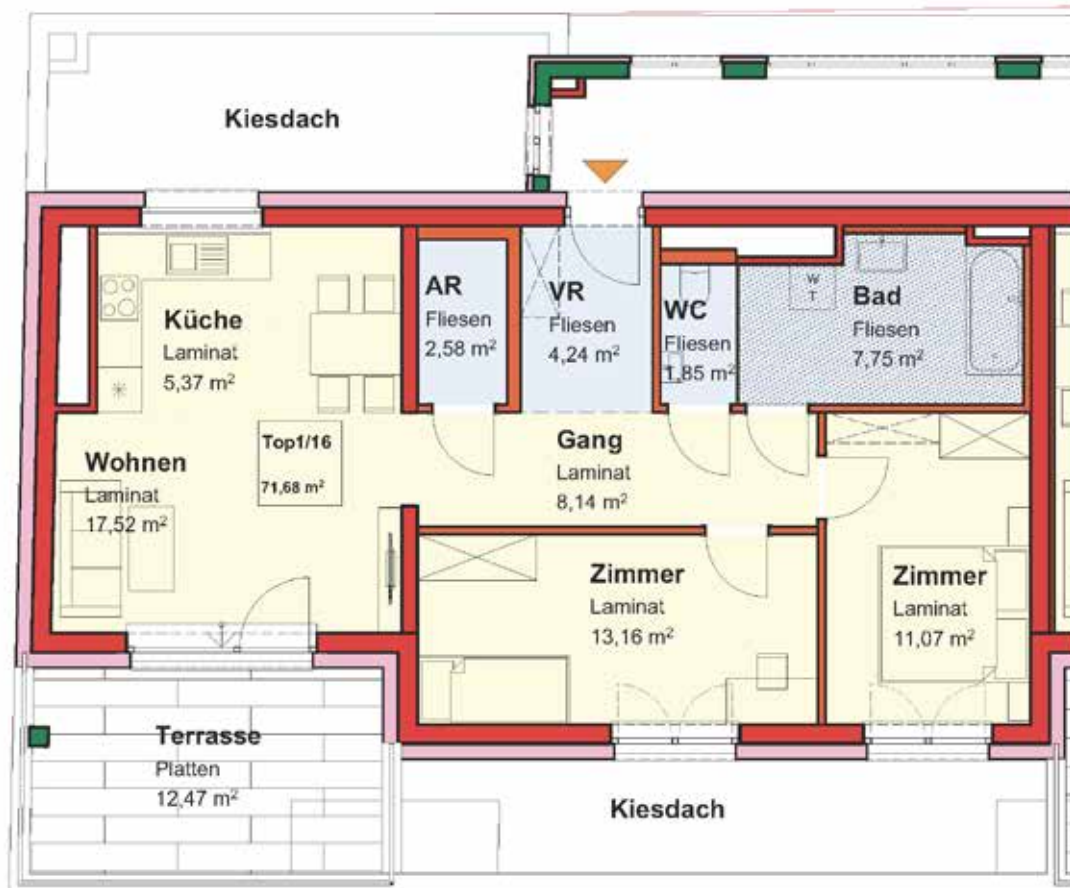 Kiesdach
Küche
Laminat
5,37 m²
AR
Fliesen
2,58 m²
VR
Fliesen
4,24 m²
WC
Fliesen
1,85 m²
W
T
Bad
Fliesen
7,75 m²
Wohnen
Laminat
17,52 m²
Top1/16
71,68 m²
Gang
Laminat
8,14 m²
Zimmer
Laminat
13,16 m²
Zimmer
Laminat
11,07 m²
Terrasse
Platten
12,47 m²
Kiesdach